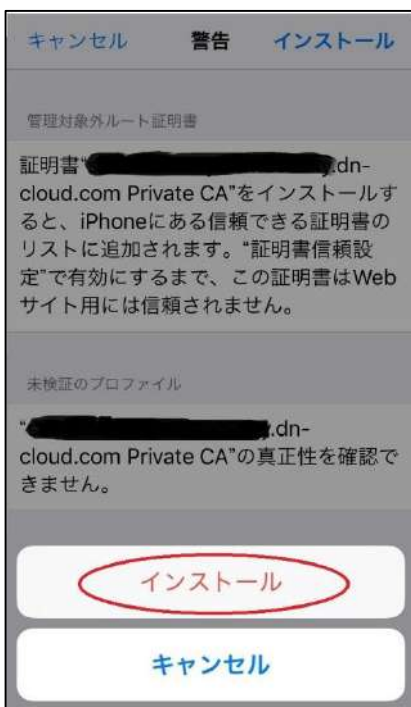 キャンセル 警告 インストール
管理対象外ルート証明書
証明書“ .dn-
cloud.com Private CA”をインストールす
ると、iPhoneにある信頼できる証明書の
リストに追加されます。“証明書信頼設
定”で有効にするまで、この証明書はWeb
サイト用には信頼されません。
未検証のプロファイル
“ .dn-
cloud.com Private CA”の真正性を確認で
きません。
インストール
キャンセル